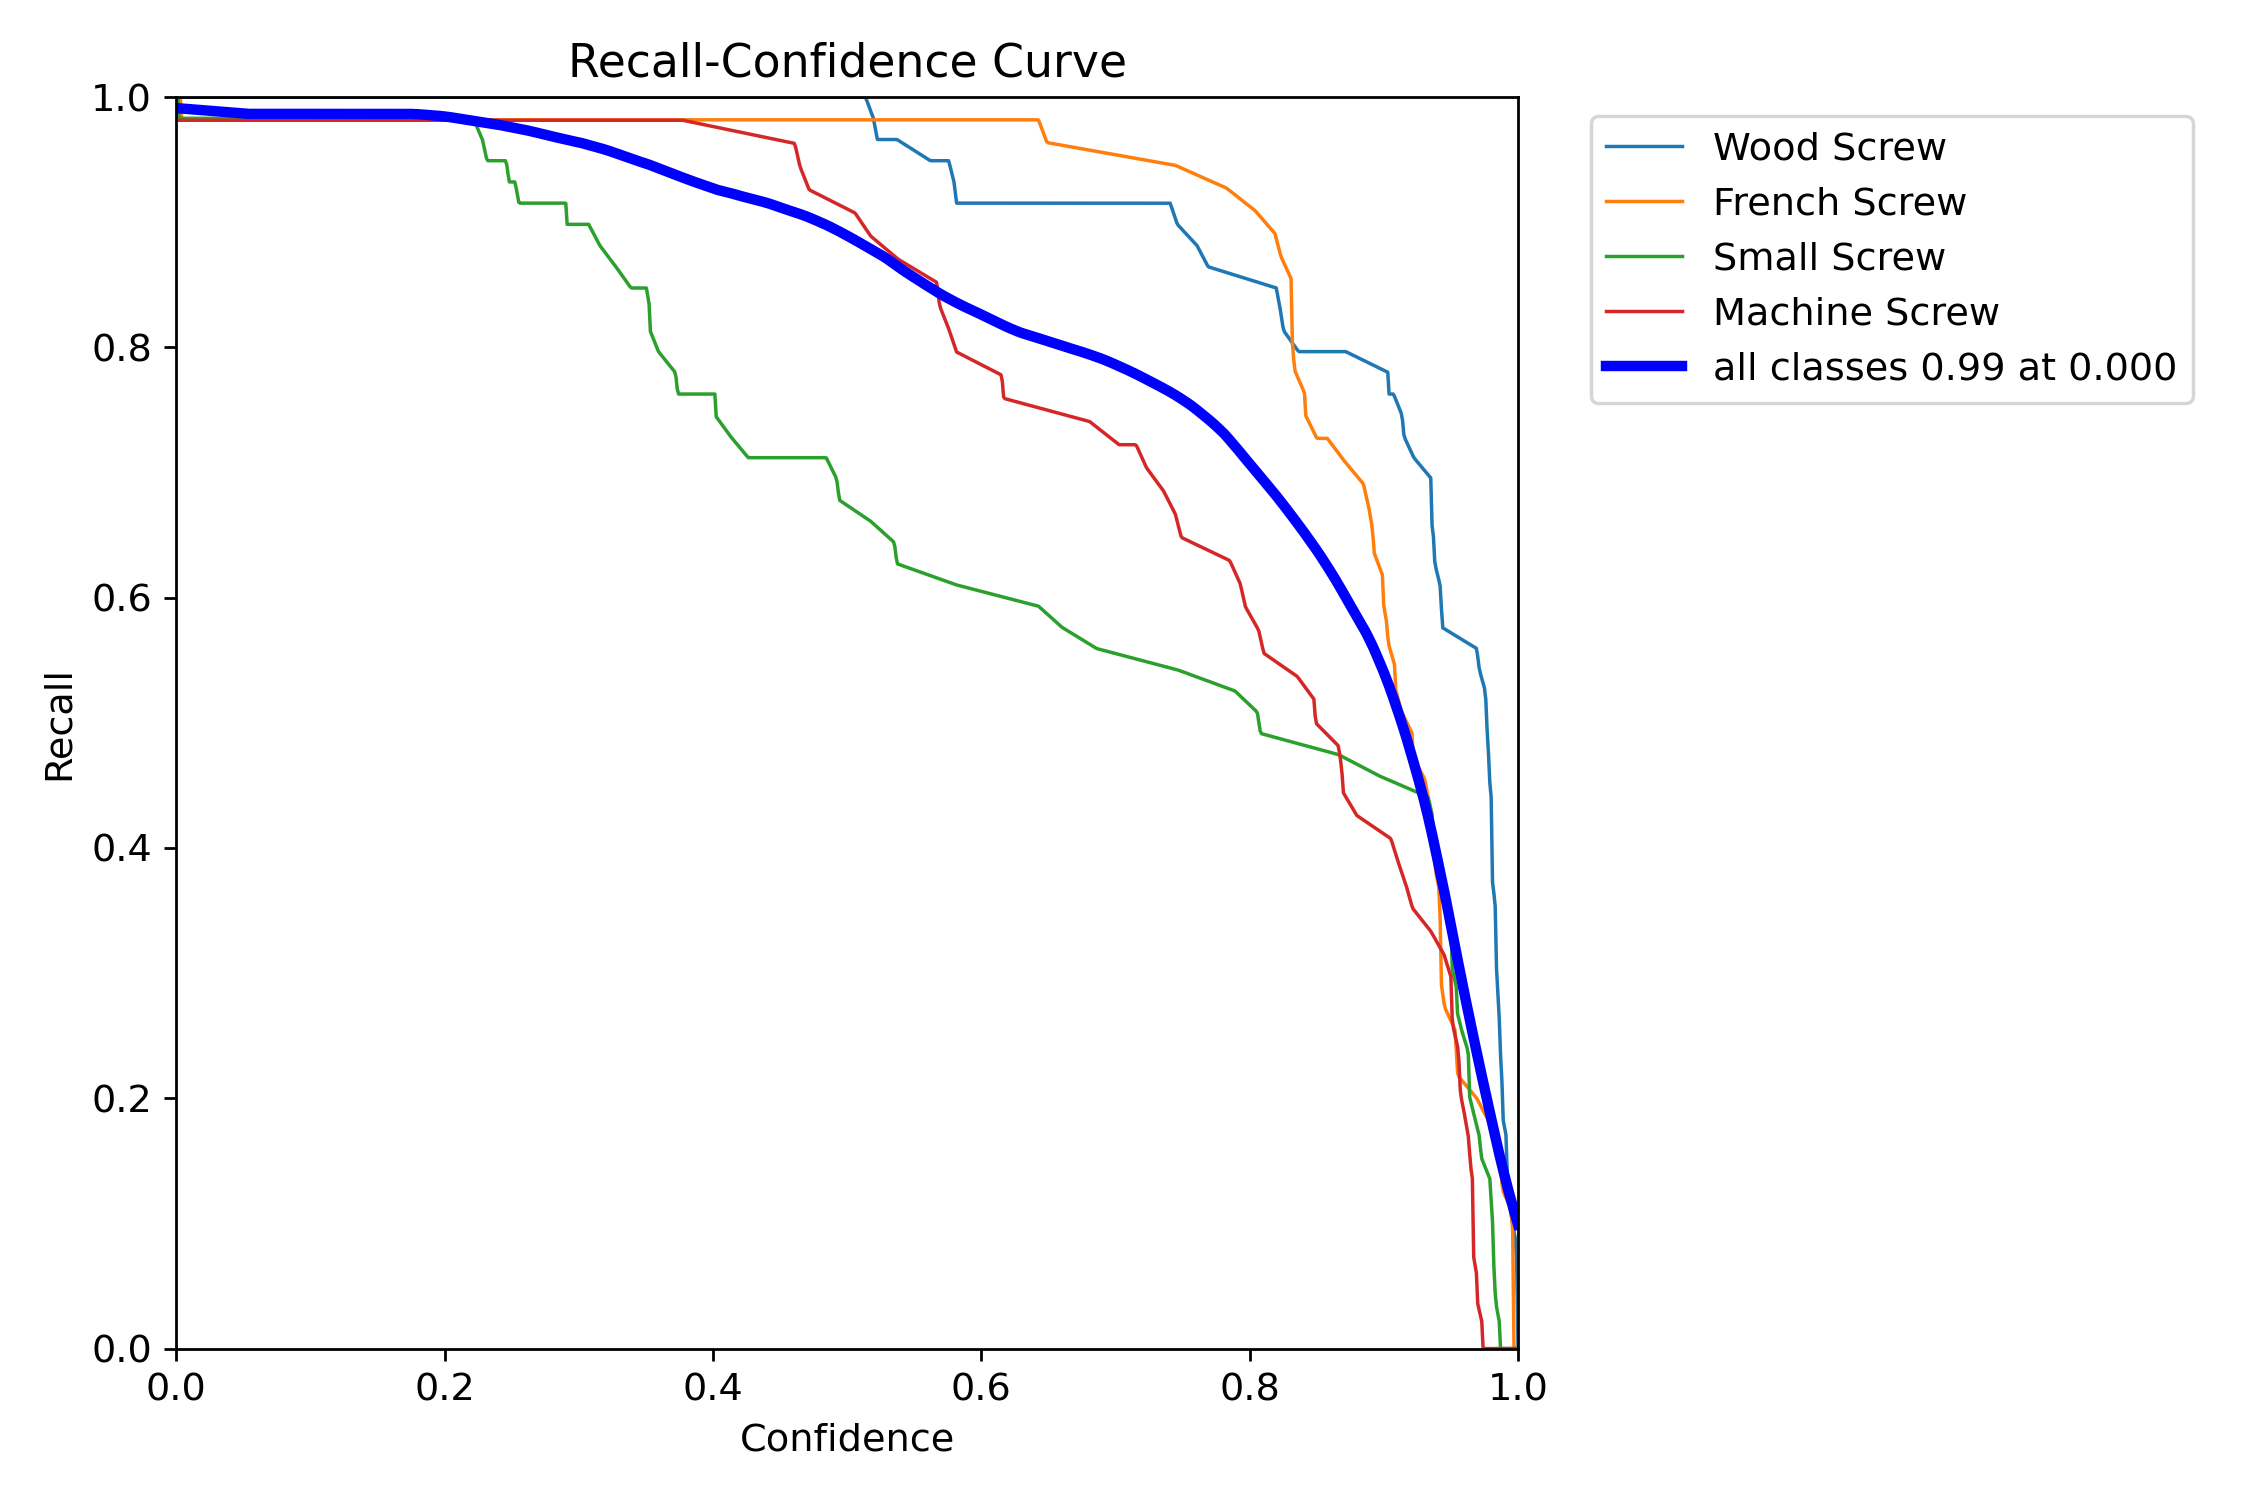 Recall-Confidence Curve
1.0
0.8
0.6
0.4
0.2
0.0
Recall
0.0 0.2 0.4 0.6 0.8 1.0
Confidence
Wood Screw
French Screw
Small Screw
Machine Screw
all classes 0.99 at 0.000